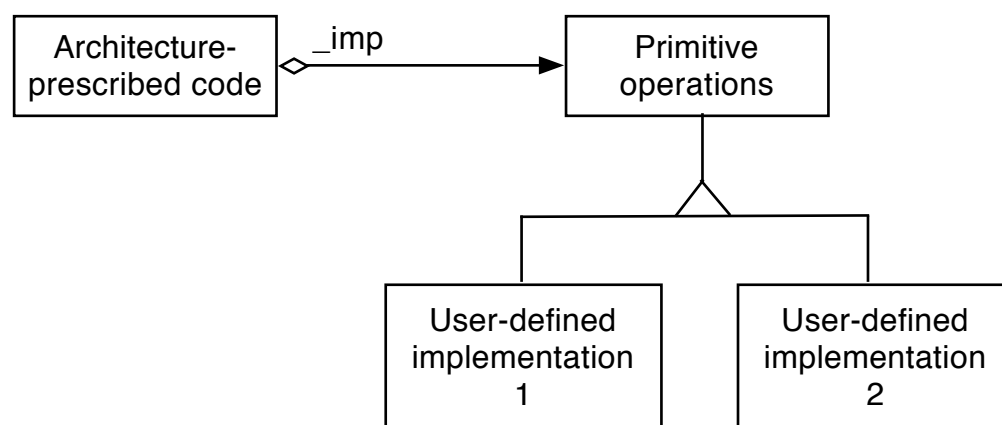 Architecture-
prescribed code
_imp
Primitive
operations
User-defined
implementation
1
User-defined
implementation
2